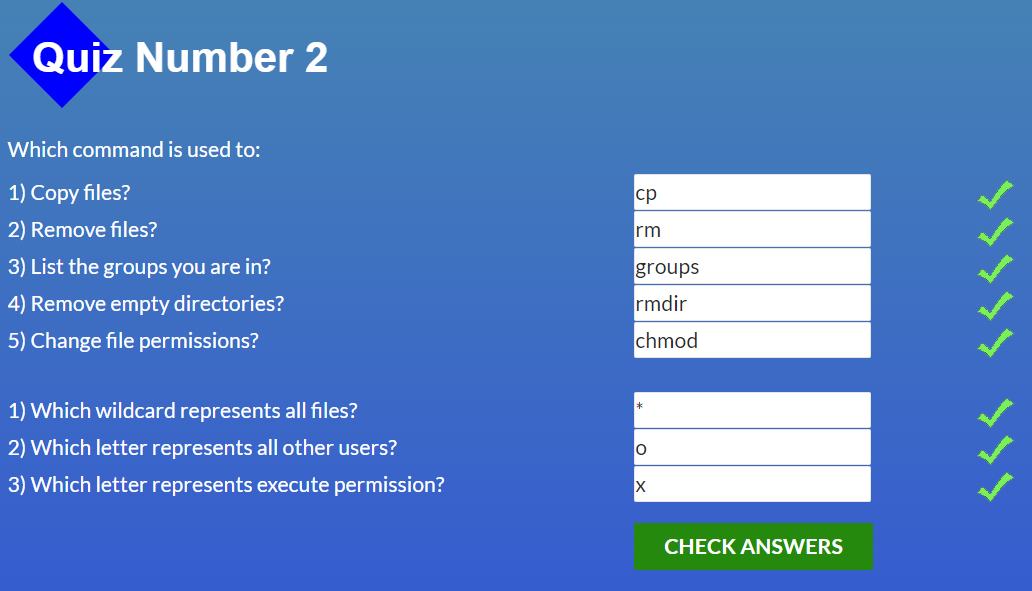 Quiz Number 2
Which command is used to:
1) Copy files? cp
2) Remove files? rm
3) List the groups you are in? groups
4) Remove empty directories? rmdir
5) Change file permissions? chmod
1) Which wildcard represents all files? *
2) Which letter represents all other users? o
3) Which letter represents execute permission? x
CHECK ANSWERS